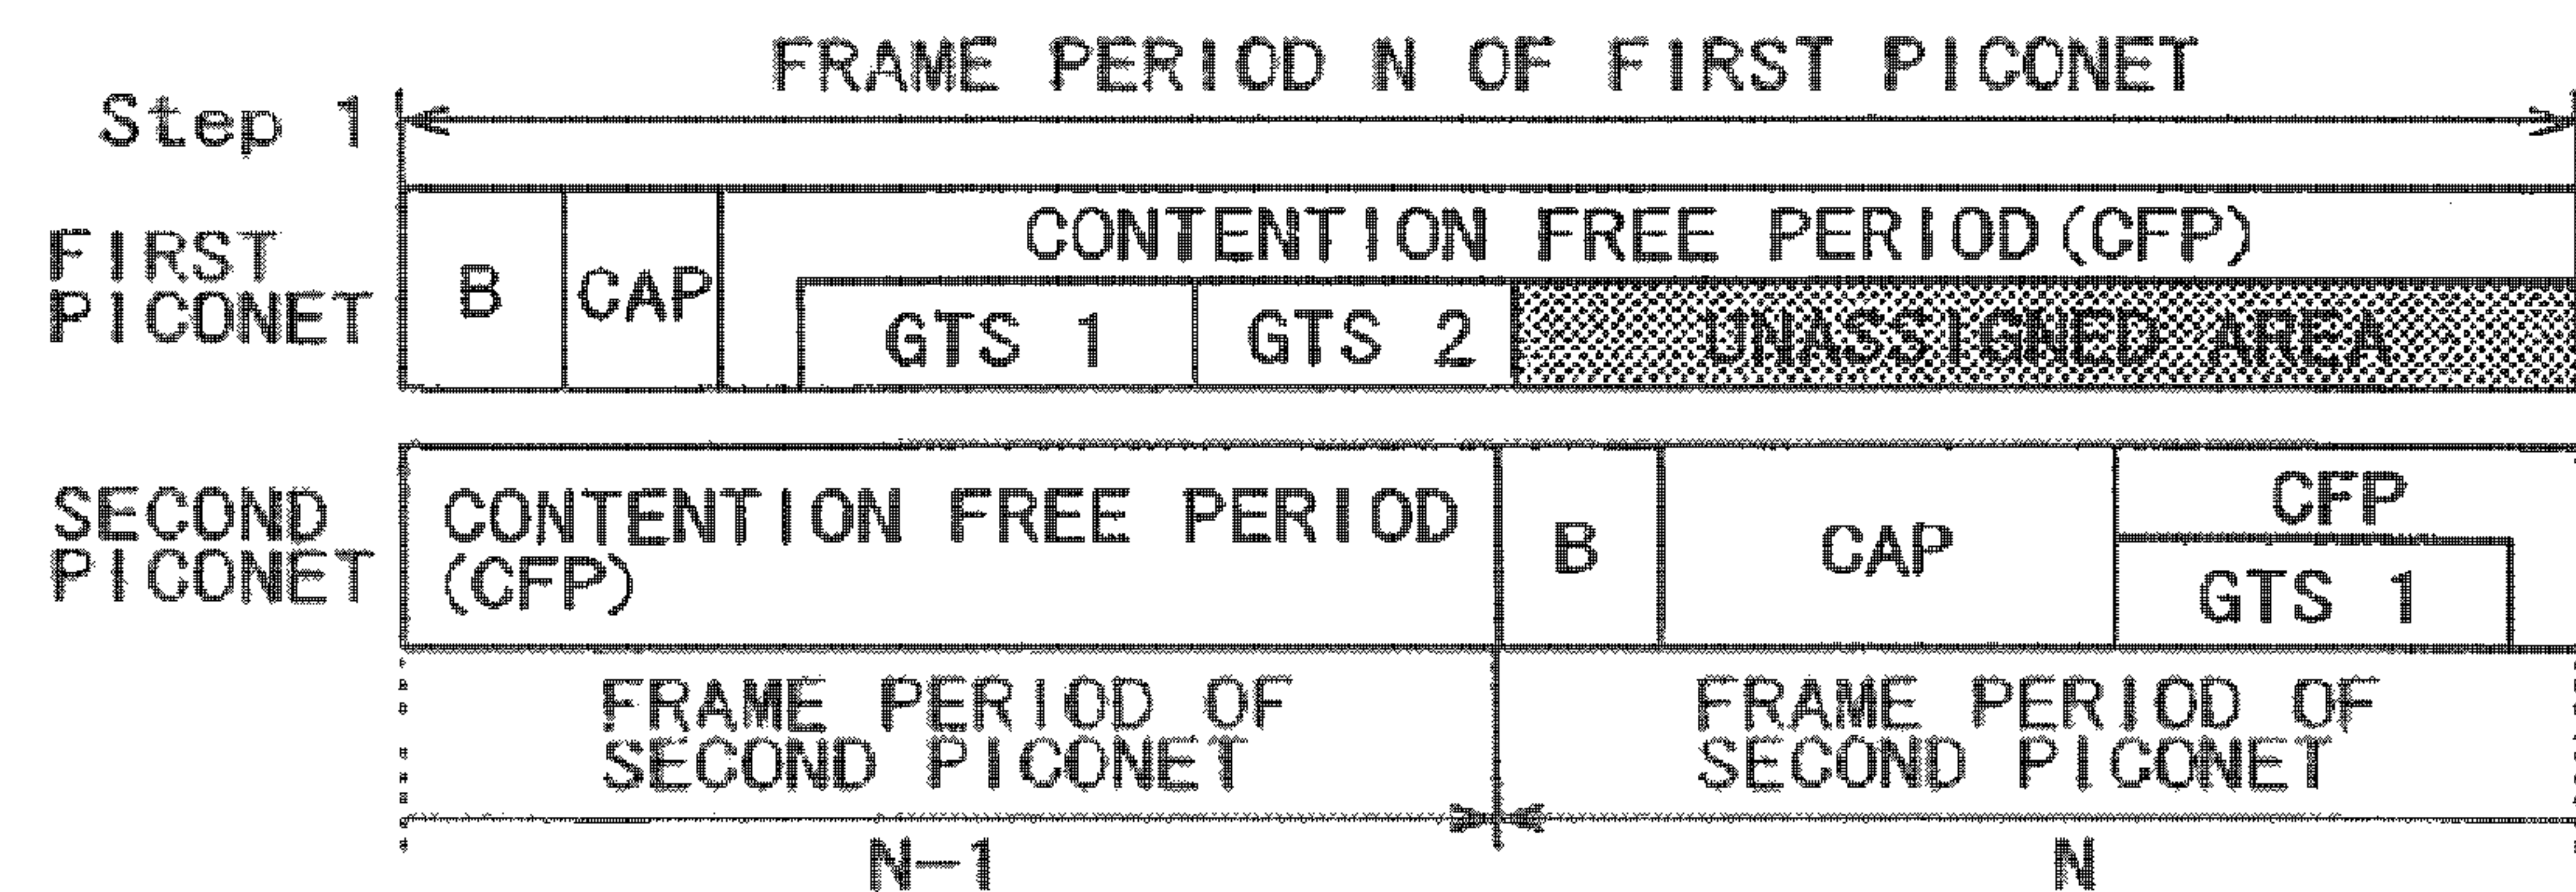 FRAME PERIOD N OF FIRST PICONET
Step 1
FIRST
PICONET
B
CAP
CONTENTION FREE PERIOD(CFP)
GTS 1
GTS 2
UNASSIGNED AREA
SECOND
PICONET
CONTENTION FREE PERIOD
(CFP)
B
CAP
CFP
GTS 1
FRAME PERIOD OF
SECOND PICONET
FRAME PERIOD OF
SECOND PICONET
N-1
N